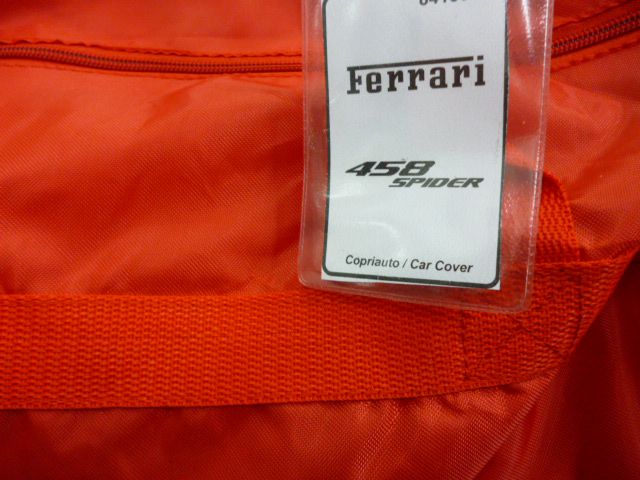 Ferrari
458
SPIDER
Copriauto / Car Cover